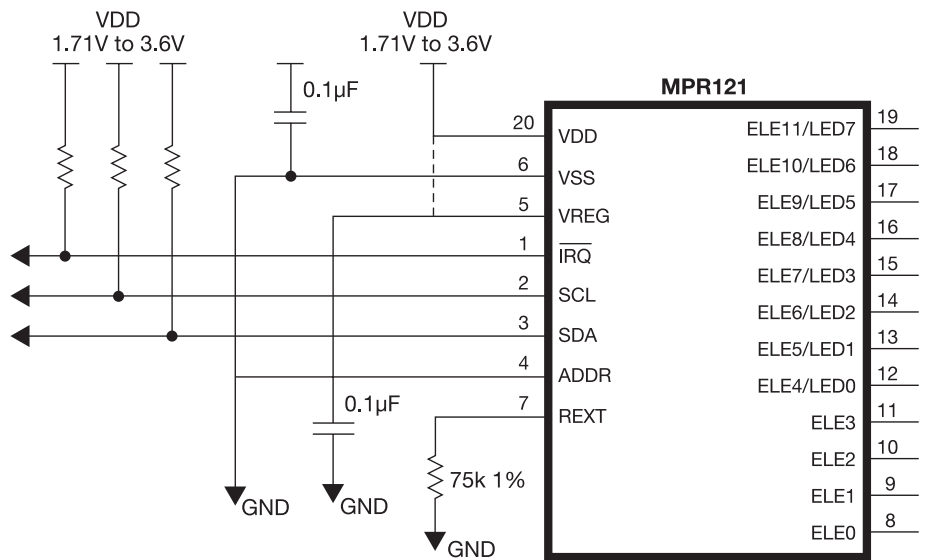 VDD
1.71V to 3.6V
VDD
1.71V to 3.6V
0.1µF
MPR121
20 VDD
6 VSS
5 VREG
1 IRQ
2 SCL
3 SDA
4 ADDR
7 REXT
0.1µF
75k 1%
GND
GND
GND
ELE11/LED7 19
ELE10/LED6 18
ELE9/LED5 17
ELE8/LED4 16
ELE7/LED3 15
ELE6/LED2 14
ELE5/LED1 13
ELE4/LED0 12
ELE3 11
ELE2 10
ELE1 9
ELE0 8